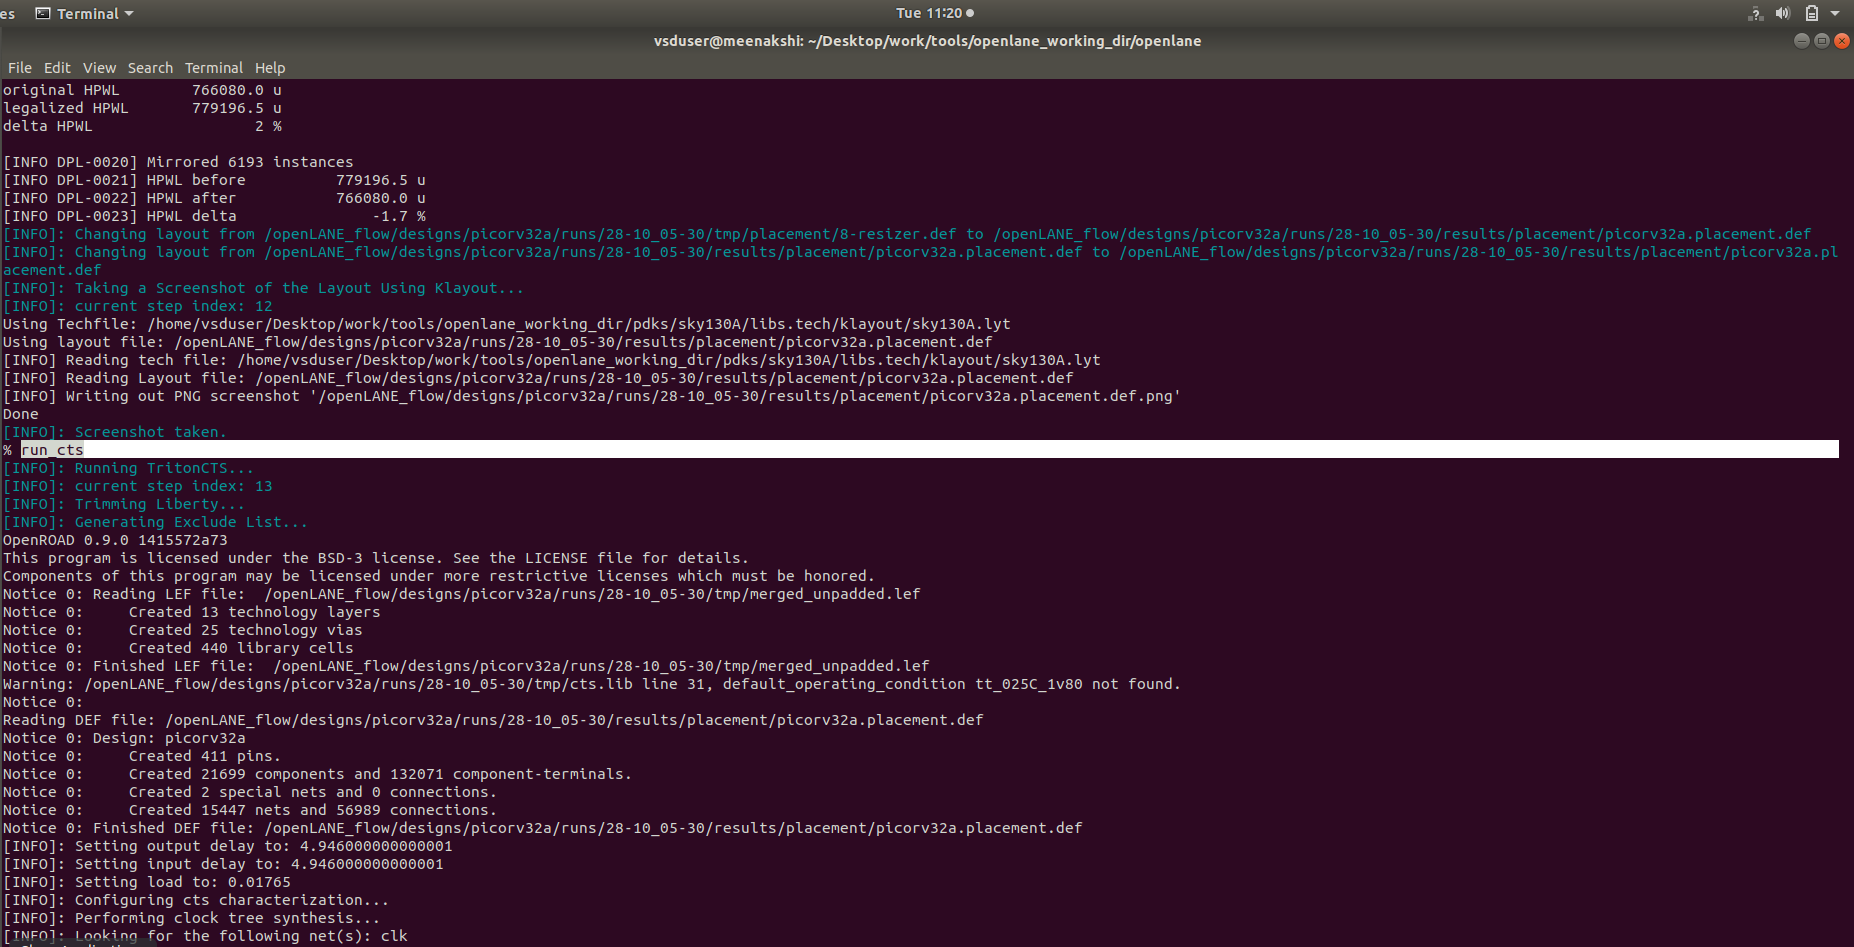 es Terminal Tue 11:20
vsduser@meenakshi: ~/Desktop/work/tools/openlane_working_dir/openlane
File Edit View Search Terminal Help
original HPWL 766080.0 u
legalized HPWL 779196.5 u
delta HPWL 2 %
[INFO DPL-0020] Mirrored 6193 instances
[INFO DPL-0021] HPWL before 779196.5 u
[INFO DPL-0022] HPWL after 766080.0 u
[INFO DPL-0023] HPWL delta -1.7 %
[INFO]: Changing layout from /openLANE_flow/designs/picorv32a/runs/28-10_05-30/tmp/placement/8-resizer.def to /openLANE_flow/designs/picorv32a/runs/28-10_05-30/results/placement/picorv32a.placement.def
[INFO]: Changing layout from /openLANE_flow/designs/picorv32a/runs/28-10_05-30/results/placement/picorv32a.placement.def to /openLANE_flow/designs/picorv32a/runs/28-10_05-30/results/placement/picorv32a.pl
acement.def
[INFO]: Taking a Screenshot of the Layout Using Klayout...
[INFO]: current step index: 12
Using Techfile: /home/vsduser/Desktop/work/tools/openlane_working_dir/pdks/sky130A/libs.tech/klayout/sky130A.lyt
Using layout file: /openLANE_flow/designs/picorv32a/runs/28-10_05-30/results/placement/picorv32a.placement.def
[INFO] Reading tech file: /home/vsduser/Desktop/work/tools/openlane_working_dir/pdks/sky130A/libs.tech/klayout/sky130A.lyt
[INFO] Reading Layout file: /openLANE_flow/designs/picorv32a/runs/28-10_05-30/results/placement/picorv32a.placement.def
[INFO] Writing out PNG screenshot '/openLANE_flow/designs/picorv32a/runs/28-10_05-30/results/placement/picorv32a.placement.def.png'
Done
[INFO]: Screenshot taken.
% run_cts
[INFO]: Running TritonCTS...
[INFO]: current step index: 13
[INFO]: Trimming Liberty...
[INFO]: Generating Exclude List...
OpenROAD 0.9.0 1415572a73
This program is licensed under the BSD-3 license. See the LICENSE file for details.
Components of this program may be licensed under more restrictive licenses which must be honored.
Notice 0: Reading LEF file:  /openLANE_flow/designs/picorv32a/runs/28-10_05-30/tmp/merged_unpadded.lef
Notice 0:     Created 13 technology layers
Notice 0:     Created 25 technology vias
Notice 0:     Created 440 library cells
Notice 0: Finished LEF file:  /openLANE_flow/designs/picorv32a/runs/28-10_05-30/tmp/merged_unpadded.lef
Warning: /openLANE_flow/designs/picorv32a/runs/28-10_05-30/tmp/cts.lib line 31, default_operating_condition tt_025C_1v80 not found.
Notice 0:
Reading DEF file: /openLANE_flow/designs/picorv32a/runs/28-10_05-30/results/placement/picorv32a.placement.def
Notice 0: Design: picorv32a
Notice 0:     Created 411 pins.
Notice 0:     Created 21699 components and 132071 component-terminals.
Notice 0:     Created 2 special nets and 0 connections.
Notice 0:     Created 15447 nets and 56989 connections.
Notice 0: Finished DEF file: /openLANE_flow/designs/picorv32a/runs/28-10_05-30/results/placement/picorv32a.placement.def
[INFO]: Setting output delay to: 4.946000000000001
[INFO]: Setting input delay to: 4.946000000000001
[INFO]: Setting load to: 0.01765
[INFO]: Configuring cts characterization...
[INFO]: Performing clock tree synthesis...
[INFO]: Looking for the following net(s): clk